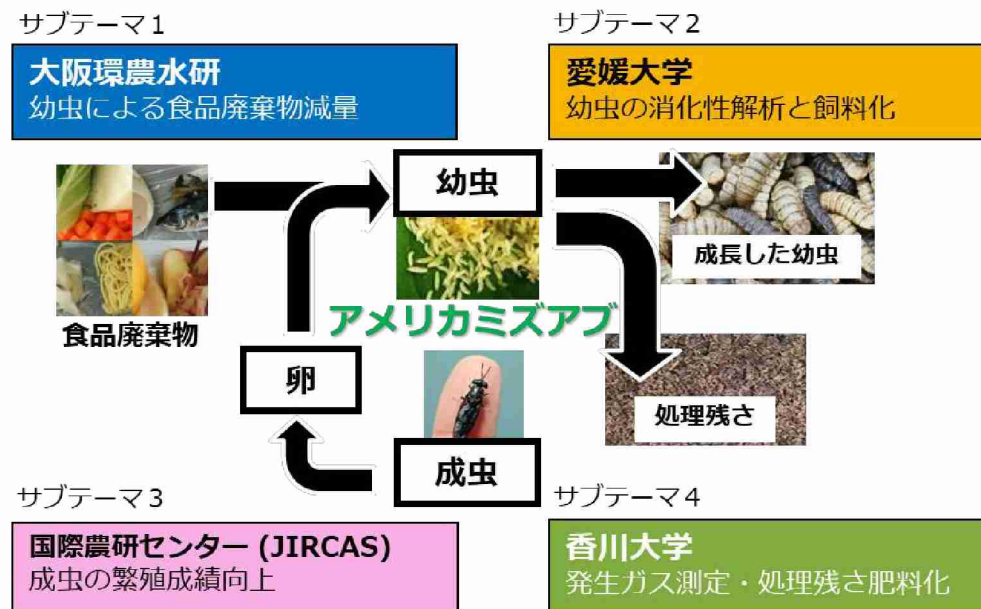 サブテーマ１
大阪環農水研
幼虫による食品廃棄物減量
サブテーマ２
愛媛大学
幼虫の消化性解析と飼料化
幼虫
成長した幼虫
食品廃棄物
アメリカミズアブ
卵
処理残さ
成虫
サブテーマ３
国際農研センター (JIRCAS)
成虫の繁殖成績向上
サブテーマ４
香川大学
発生ガス測定・処理残さ肥料化